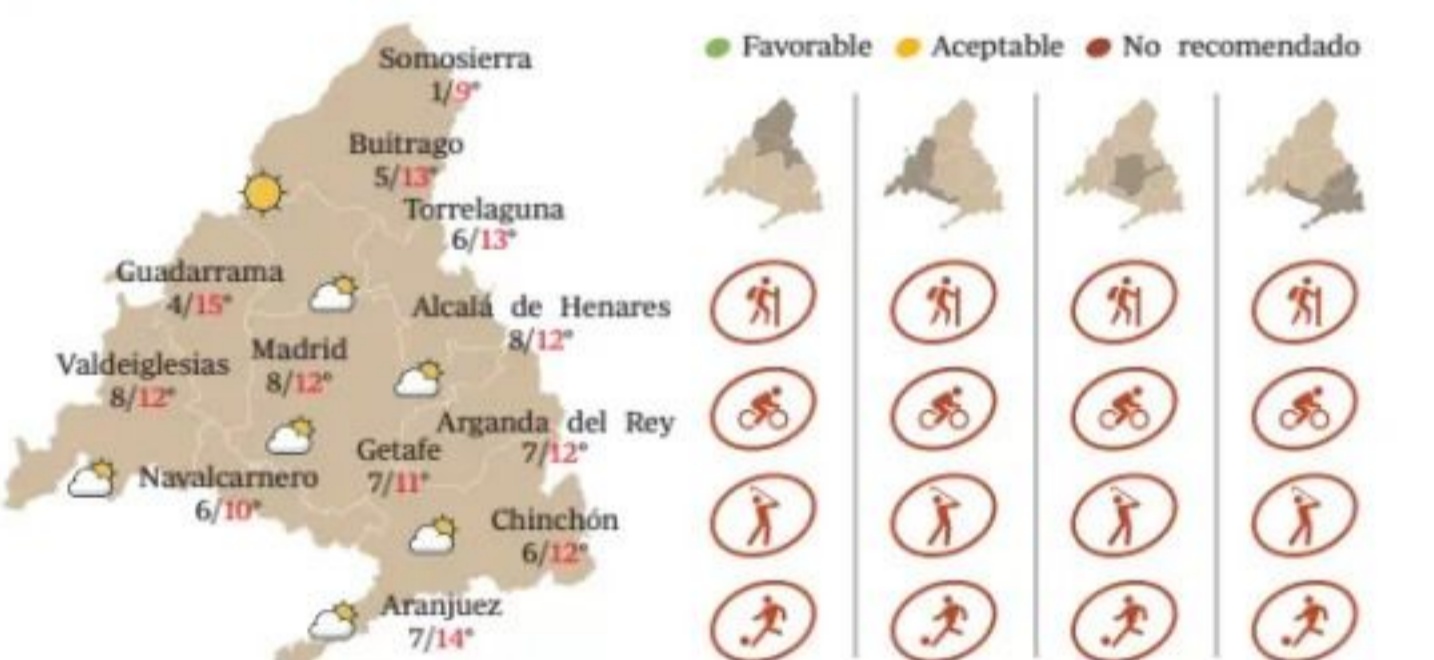 Somosierra
1/9°
Buitrago
5/13°
Torrelaguna
6/13°
Guadarrama
4/15°
Alcalá de Henares
8/12°
Madrid
8/12°
Valdeiglesias
8/12°
Arganda del Rey
7/12°
Getafe
7/11°
Navalcarnero
6/10°
Chinchón
6/12°
Aranjuez
7/14°
Favorable Aceptable No recomendado